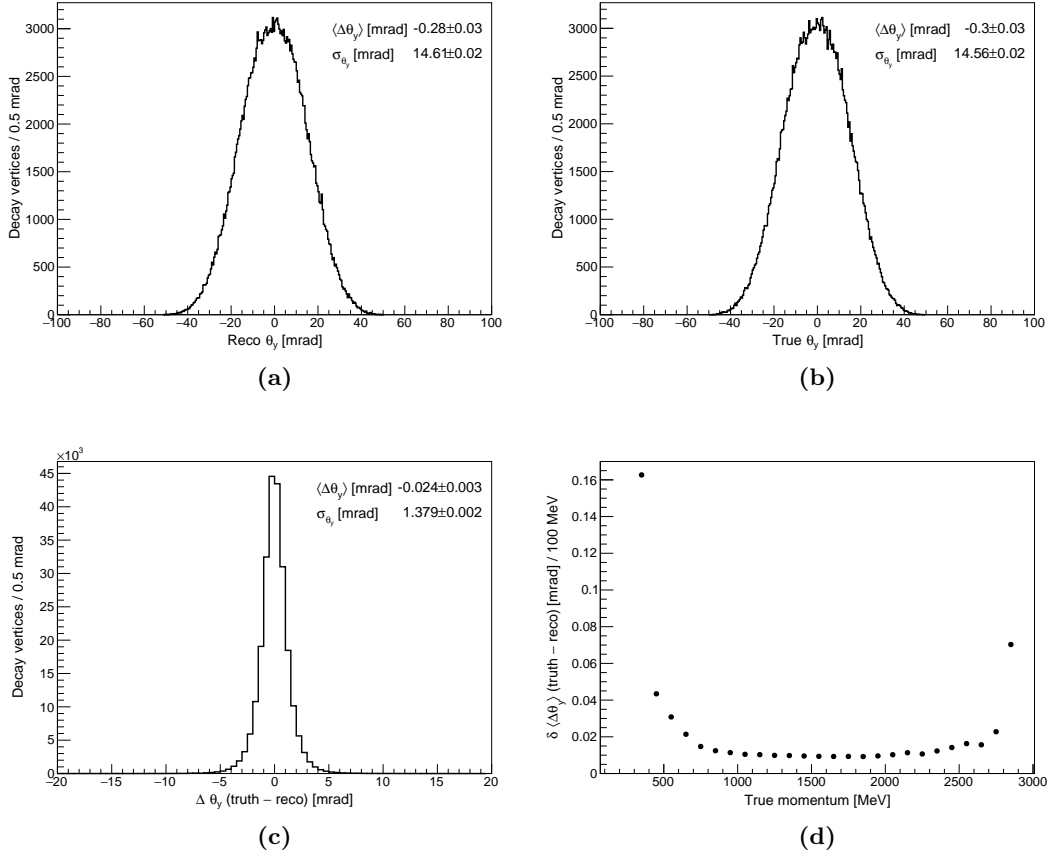 ⟨Δθy⟩ [mrad] -0.28±0.03
σθy [mrad] 14.61±0.02
Decay vertices / 0.5 mrad
3000
2500
2000
1500
1000
500
0
−100 −80 −60 −40 −20 0 20 40 60 80 100
Reco θy [mrad]
(a)
⟨Δθy⟩ [mrad] -0.3±0.03
σθy [mrad] 14.56±0.02
Decay vertices / 0.5 mrad
3000
2500
2000
1500
1000
500
0
−100 −80 −60 −40 −20 0 20 40 60 80 100
True θy [mrad]
(b)
×10³
⟨Δθy⟩ [mrad] -0.024±0.003
σθy [mrad] 1.379±0.002
Decay vertices / 0.5 mrad
45
40
35
30
25
20
15
10
5
0
−20 −15 −10 −5 0 5 10 15 20
Δ θy (truth − reco) [mrad]
(c)
δ ⟨Δθy⟩ (truth − reco) [mrad] / 100 MeV
0.16
0.14
0.12
0.1
0.08
0.06
0.04
0.02
0
500 1000 1500 2000 2500 3000
True momentum [MeV]
(d)